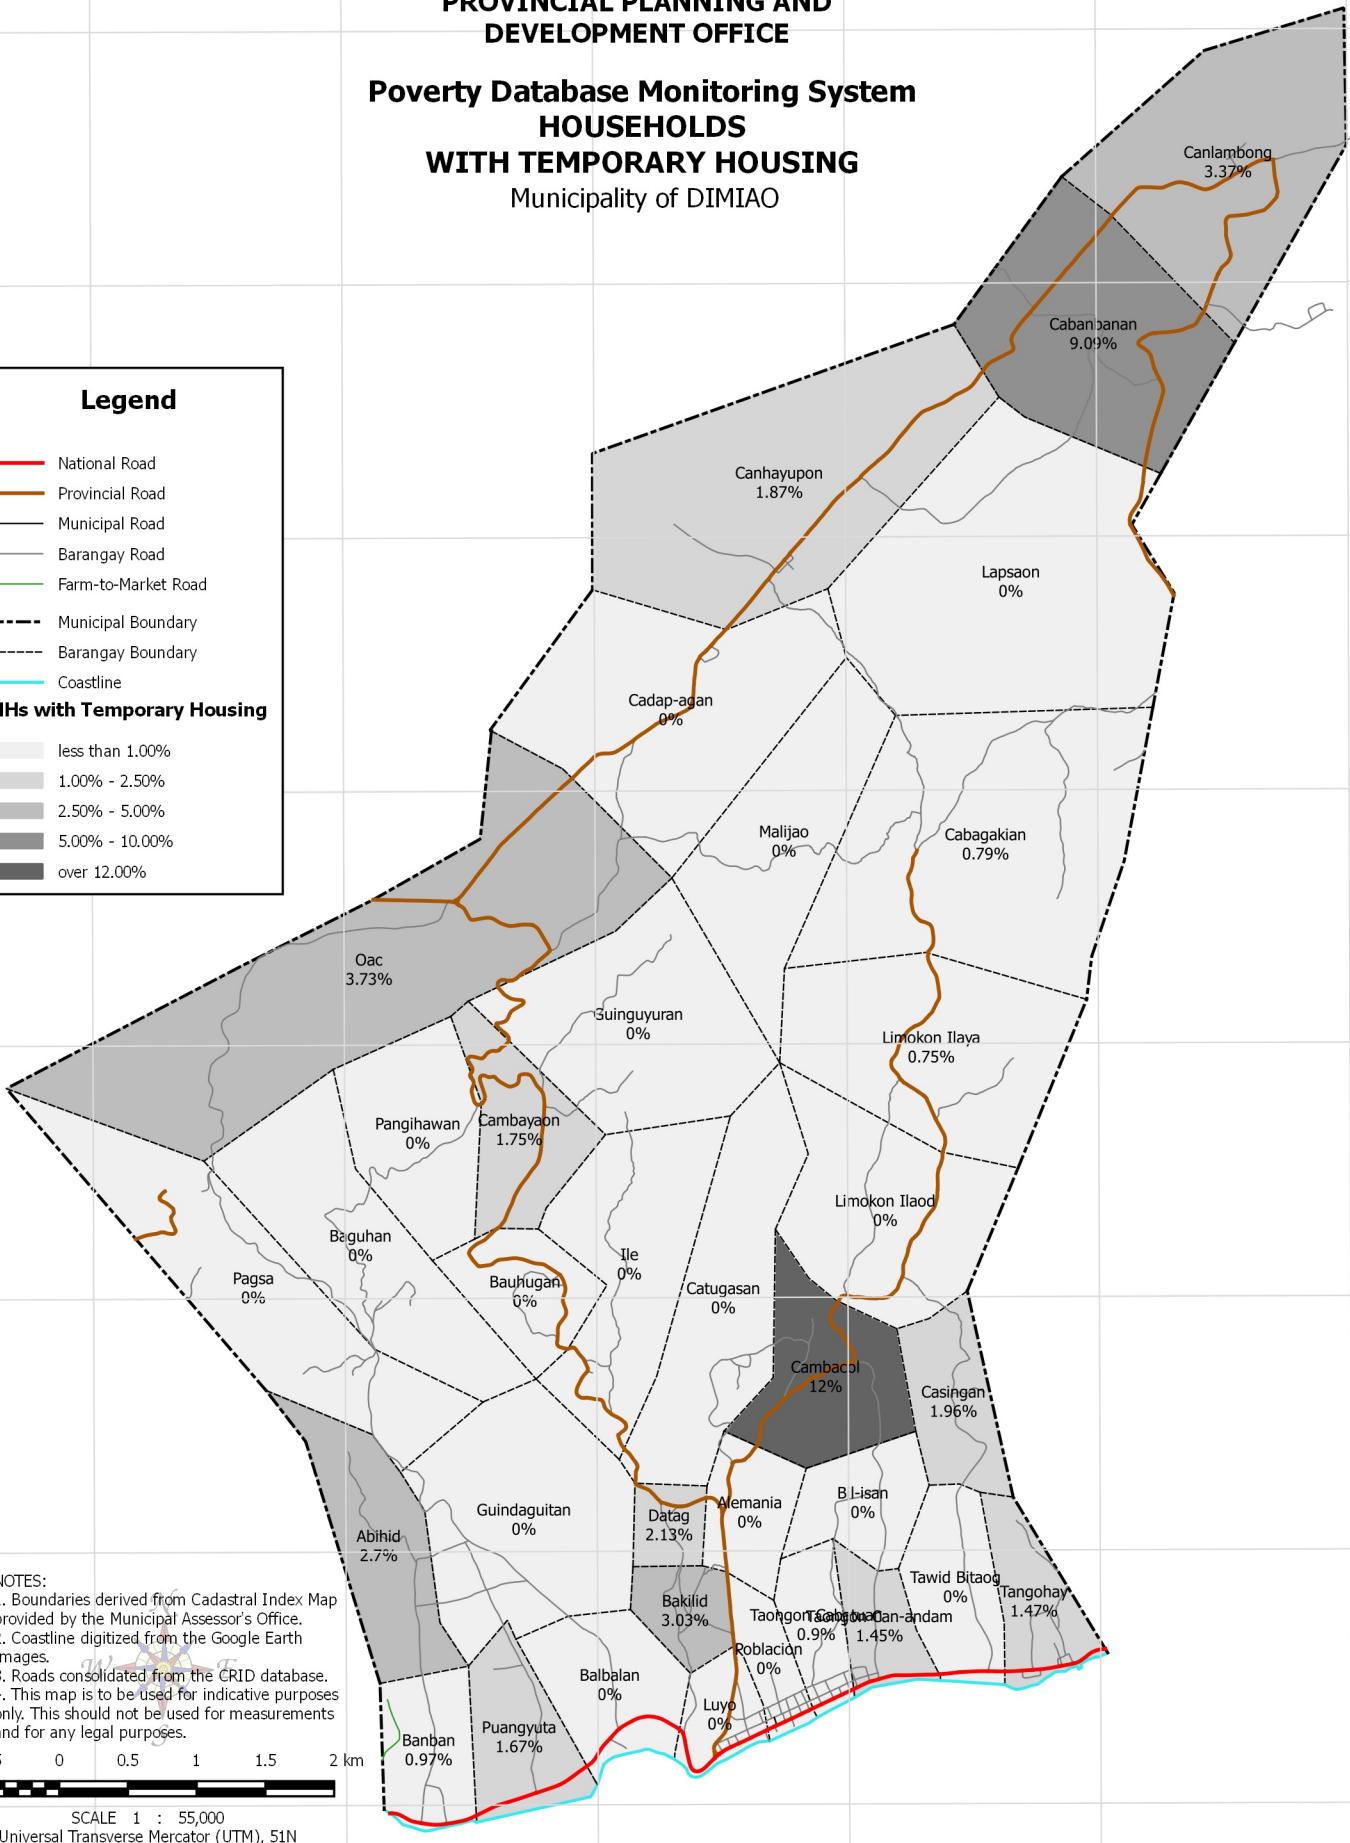 PROVINCIAL PLANNING AND
DEVELOPMENT OFFICE
Poverty Database Monitoring System
HOUSEHOLDS
WITH TEMPORARY HOUSING
Municipality of DIMIAO
Canlambong
3.37%
Cabanbanan
9.09%
Legend
National Road
Provincial Road
Municipal Road
Barangay Road
Farm-to-Market Road
Municipal Boundary
Barangay Boundary
Coastline
HHs with Temporary Housing
less than 1.00%
1.00% - 2.50%
2.50% - 5.00%
5.00% - 10.00%
over 12.00%
Canhayupon
1.87%
Lapsaon
0%
Cadap-agan
0%
Malijao
0%
Cabagakian
0.79%
Oac
3.73%
Guinguyuran
0%
Limokon Ilaya
0.75%
Pangihawan
0%
Cambayaon
1.75%
Limokon Ilaod
0%
Baguhan
0%
Ile
0%
Pagsa
0%
Bauhugan
0%
Catugasan
0%
Cambacol
12%
Casingan
1.96%
Guindaguitan
0%
Datag
2.13%
Alemania
0%
B l-isan
0%
Abihid
2.7%
Tawid Bitaog
0%
Tangohay
1.47%
Bakilid
3.03%
Taongon Cabatuan
0.9%
Taongon Can-andam
1.45%
Poblacion
0%
Balbalan
0%
Luyo
0%
Puangyuta
1.67%
Banban
0.97%
NOTES:
. Boundaries derived from Cadastral Index Map
provided by the Municipal Assessor's Office.
2. Coastline digitized from the Google Earth
images.
3. Roads consolidated from the CRID database.
. This map is to be used for indicative purposes
only. This should not be used for measurements
and for any legal purposes.
N
W E
S
0 0.5 1 1.5 2 km
SCALE 1 : 55,000
Universal Transverse Mercator (UTM), 51N